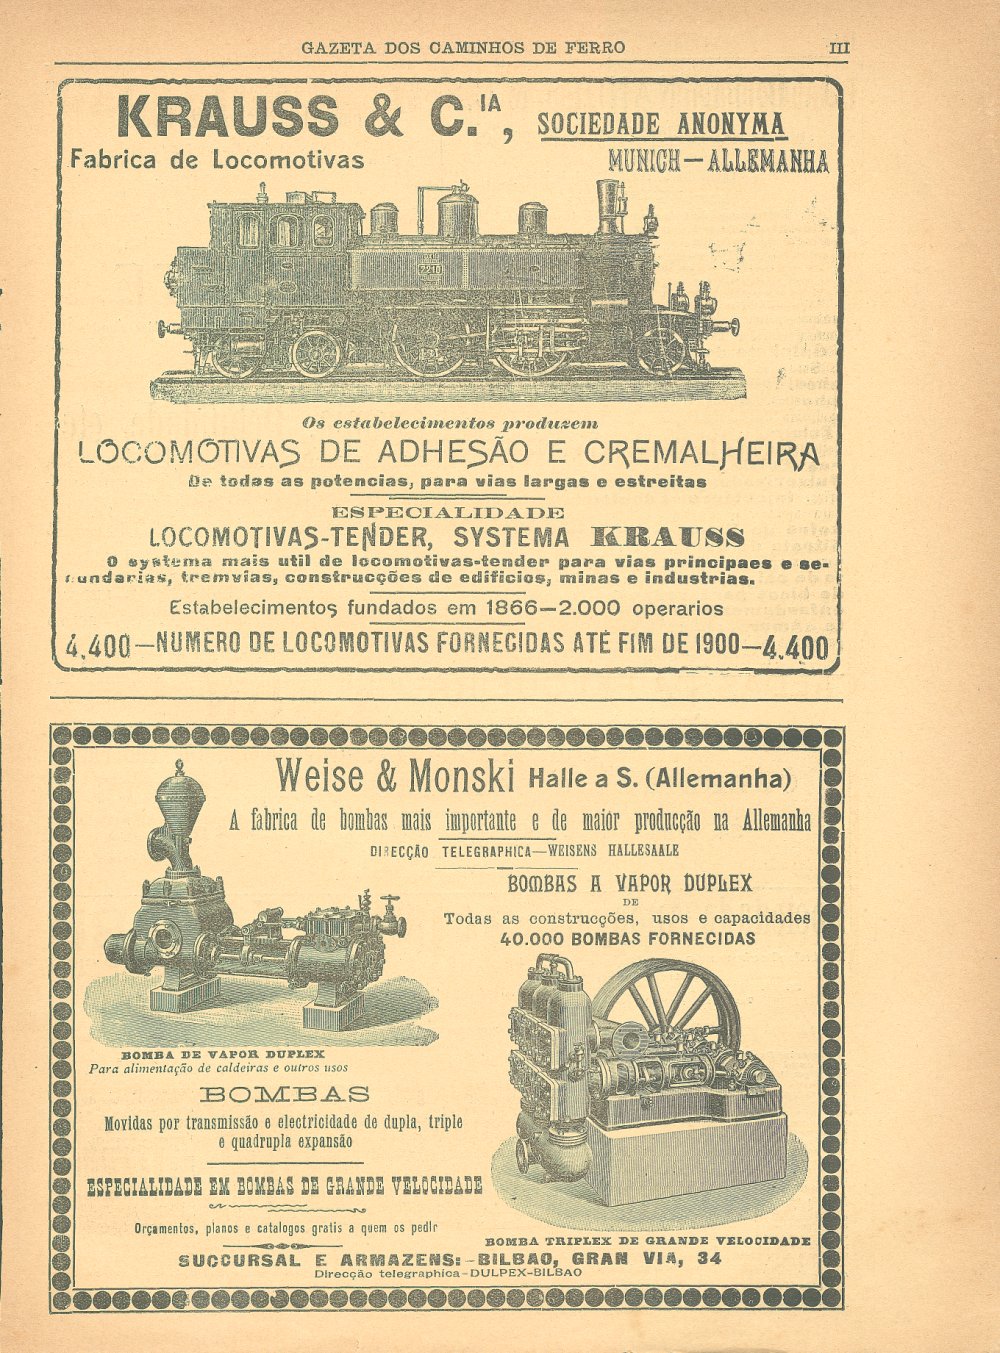 GAZETA DOS CAMINHOS DE FERRO III
KRAUSS & C.IA, SOCIEDADE ANONYMA
Fabrica de Locomotivas MUNICH—ALLEMANHA
2210
Os estabelecimentos produzem
LOCOMOTIVAS DE ADHESÃO E CREMALHEIRA
De todas as potencias, para vias largas e estreitas
ESPECIALIDADE
LOCOMOTIVAS-TENDER, SYSTEMA KRAUSS
O systema mais util de locomotivas-tender para vias principaes e se-
cundarias, tremvias, construcções de edificios, minas e industrias.
Estabelecimentos fundados em 1866—2.000 operarios
4.400—NUMERO DE LOCOMOTIVAS FORNECIDAS ATÉ FIM DE 1900—4.400
Weise & Monski Halle a S. (Allemanha)
A fabrica de bombas mais importante e de maior producção na Allemanha
DIRECÇÃO TELEGRAPHICA—WEISENS HALLESAALE
BOMBAS A VAPOR DUPLEX
DE
Todas as construcções, usos e capacidades
40.000 BOMBAS FORNECIDAS
BOMBA DE VAPOR DUPLEX
Para alimentação de caldeiras e outros usos
BOMBAS
Movidas por transmissão e electricidade de dupla, triple
e quadrupla expansão
ESPECIALIDADE EM BOMBAS DE GRANDE VELOCIDADE
Orçamentos, planos e catalogos gratis a quem os pedir
BOMBA TRIPLEX DE GRANDE VELOCIDADE
SUCCURSAL E ARMAZENS:—BILBAO, GRAN VIA, 34
Direcção telegraphica—DULPEX-BILBAO